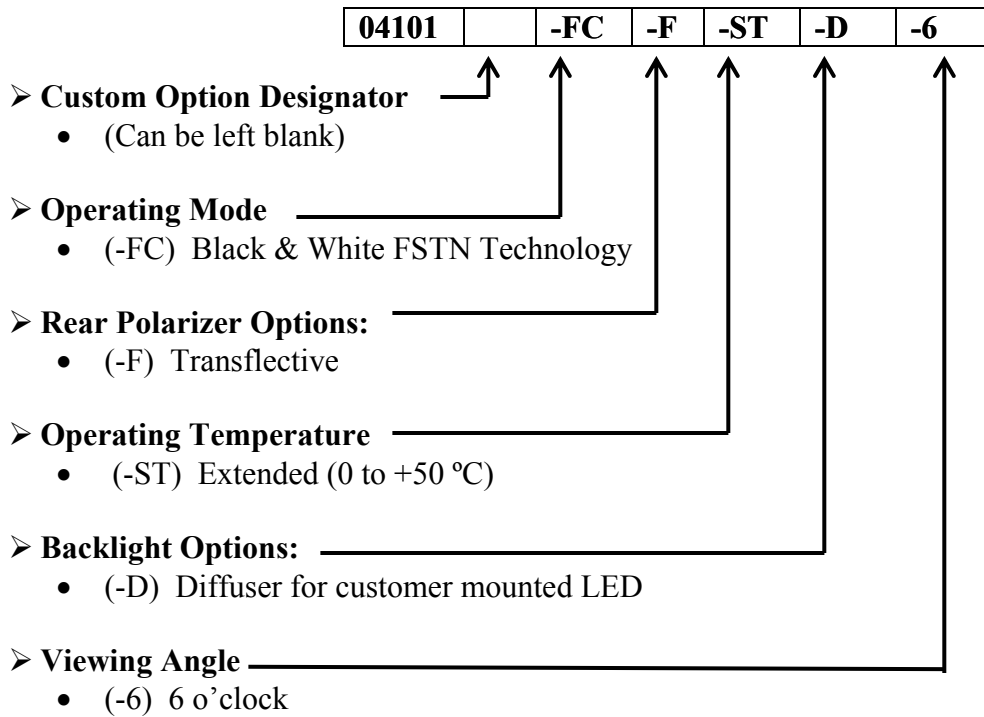 04101 -FC -F -ST -D -6
➢ Custom Option Designator
• (Can be left blank)
➢ Operating Mode
• (-FC) Black & White FSTN Technology
➢ Rear Polarizer Options:
• (-F) Transflective
➢ Operating Temperature
• (-ST) Extended (0 to +50 ºC)
➢ Backlight Options:
• (-D) Diffuser for customer mounted LED
➢ Viewing Angle
• (-6) 6 o’clock